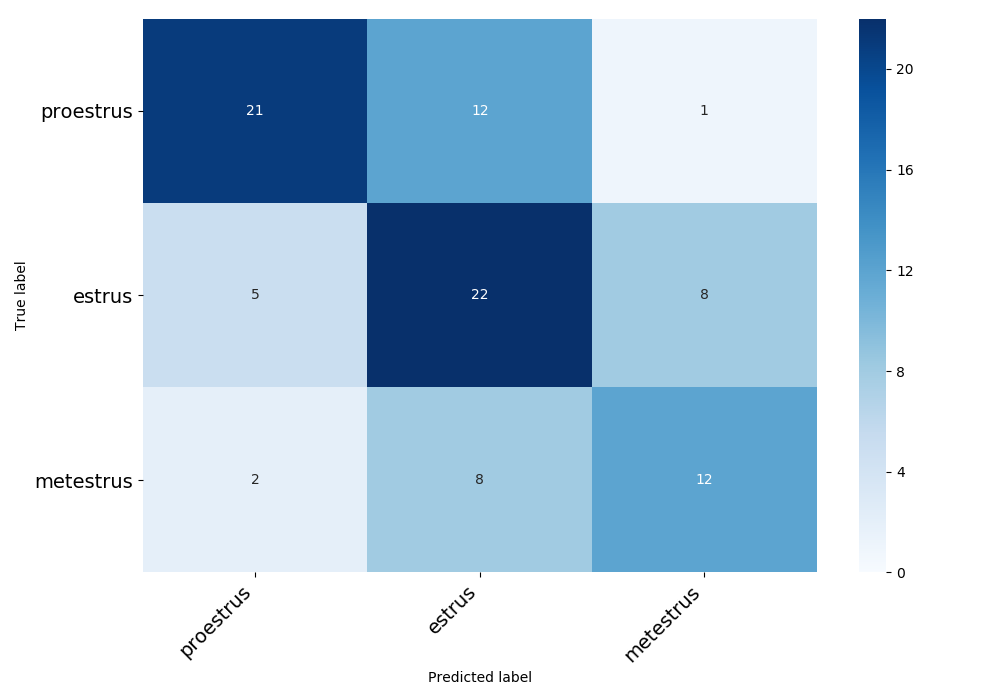 proestrus 21 12 1
estrus 5 22 8
metestrus 2 8 12
True label
proestrus estrus metestrus
Predicted label
20
16
12
8
4
0